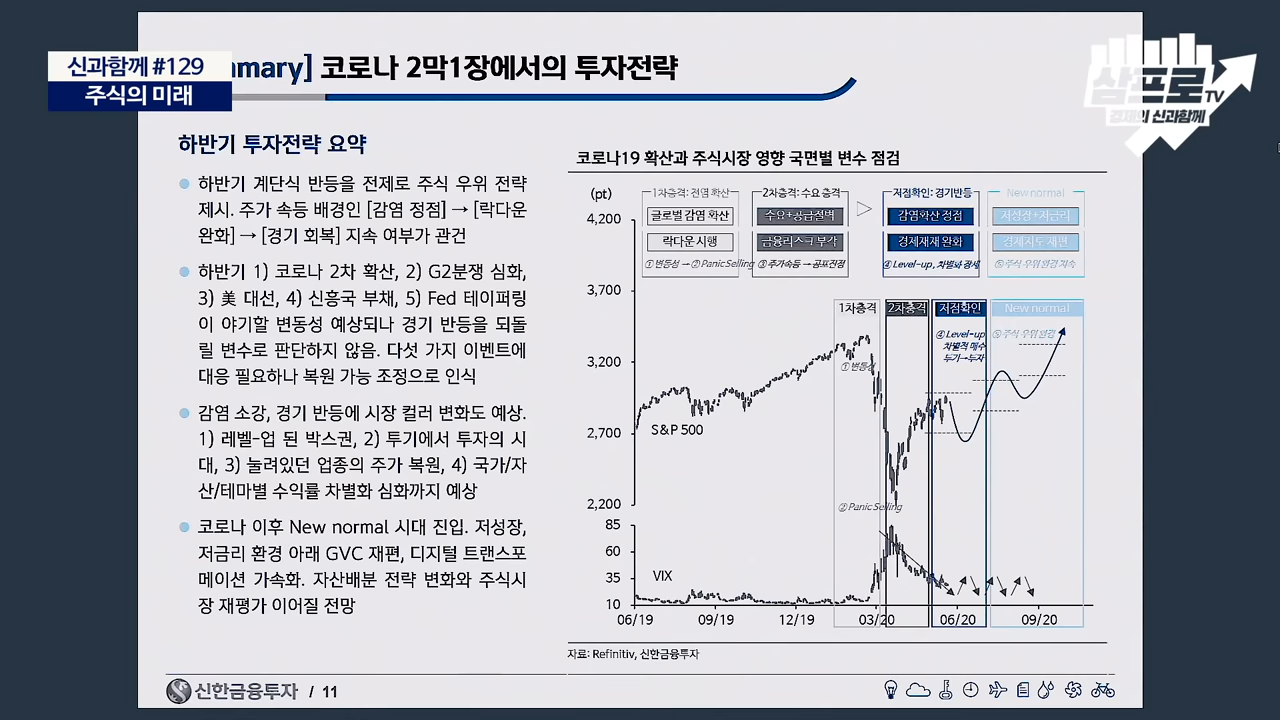 신과함께 #129
주식의 미래
mmary] 코로나 2막1장에서의 투자전략
삼프로TV
경제의 신과함께
하반기 투자전략 요약
하반기 계단식 반등을 전제로 주식 우위 전략
제시. 주가 속등 배경인 [감염 정점] → [락다운
완화] → [경기 회복] 지속 여부가 관건
하반기 1) 코로나 2차 확산, 2) G2분쟁 심화,
3) 美 대선, 4) 신흥국 부채, 5) Fed 테이퍼링
이 야기할 변동성 예상되나 경기 반등을 되돌
릴 변수로 판단하지 않음. 다섯 가지 이벤트에
대응 필요하나 복원 가능 조정으로 인식
감염 소강, 경기 반등에 시장 컬러 변화도 예상.
1) 레벨-업 된 박스권, 2) 투기에서 투자의 시
대, 3) 눌려있던 업종의 주가 복원, 4) 국가/자
산/테마별 수익률 차별화 심화까지 예상
코로나 이후 New normal 시대 진입. 저성장,
저금리 환경 아래 GVC 재편, 디지털 트랜스포
메이션 가속화. 자산배분 전략 변화와 주식시
장 재평가 이어질 전망
코로나19 확산과 주식시장 영향 국면별 변수 점검
(pt)
1차충격: 전염 확산
2차충격: 수요 충격
저점확인: 경기반등
New normal
글로벌 감염 확산
수요+공급절벽
감염확산 정점
저성장+저금리
락다운 시행
금융리스크 부각
경제재재 완화
경제지도 재편
① 변동성 → ② Panic Selling
③ 주가속등 → 공포진정
④ Level-up, 차별화 장세
⑤ 주식 우위 환경 지속
4,200
3,700
3,200
2,700
2,200
1차충격
2차충격
저점확인
New normal
④ Level-up
차별적 매수
투기→투자
⑤ 주식 우위 환경
① 변동성
S&P 500
② Panic Selling
85
60
35
10
VIX
06/19
09/19
12/19
03/20
06/20
09/20
자료: Refinitiv, 신한금융투자
신한금융투자 / 11